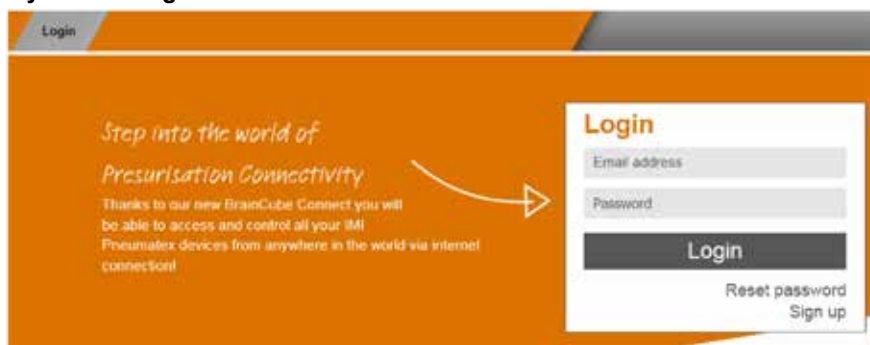 Login
Step into the world of
Presurisation Connectivity
Thanks to our new BrainCube Connect you will
be able to access and control all your IMI
Pneumatex devices from anywhere in the world via internet
connection!
Login
Email address
Password
Login
Reset password
Sign up